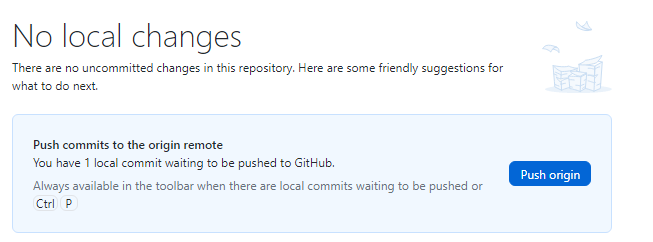 No local changes
There are no uncommitted changes in this repository. Here are some friendly suggestions for
what to do next.
Push commits to the origin remote
You have 1 local commit waiting to be pushed to GitHub.
Push origin
Always available in the toolbar when there are local commits waiting to be pushed or
Ctrl P